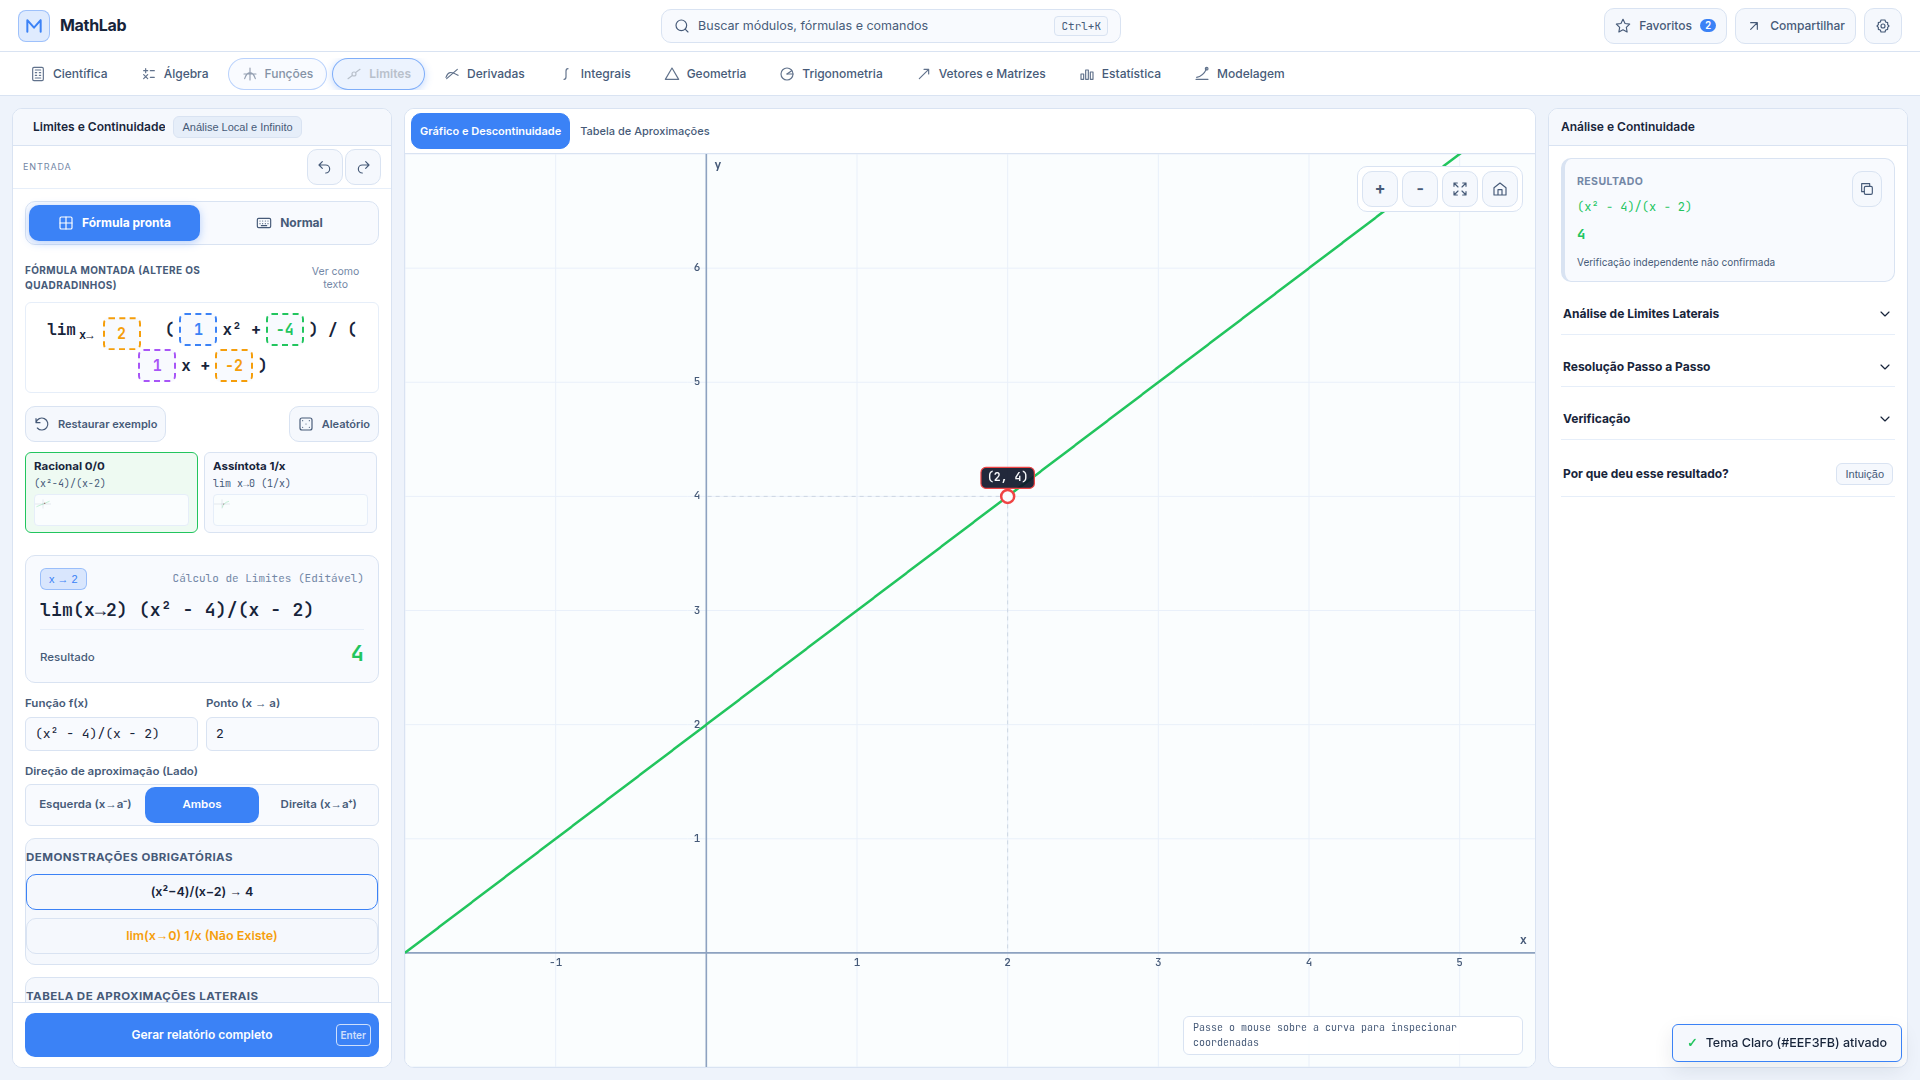 MathLab
Buscar módulos, fórmulas e comandos
Ctrl+K
Favoritos 2
Compartilhar
Científica
Álgebra
Funções
Limites
Derivadas
Integrais
Geometria
Trigonometria
Vetores e Matrizes
Estatística
Modelagem
Limites e Continuidade
Análise Local e Infinito
ENTRADA
Fórmula pronta
Normal
FÓRMULA MONTADA (ALTERE OS
QUADRADINHOS)
Ver como
texto
lim x→ 2 ( 1 x² + -4 ) / (
1 x + -2 )
Restaurar exemplo
Aleatório
Racional 0/0
(x²-4)/(x-2)
Assíntota 1/x
lim x→0 (1/x)
x → 2
Cálculo de Limites (Editável)
lim(x→2) (x² - 4)/(x - 2)
Resultado
4
Função f(x)
Ponto (x → a)
(x² - 4)/(x - 2)
2
Direção de aproximação (Lado)
Esquerda (x→a⁻)
Ambos
Direita (x→a⁺)
DEMONSTRAÇÕES OBRIGATÓRIAS
(x²−4)/(x−2) → 4
lim(x→0) 1/x (Não Existe)
TABELA DE APROXIMAÇÕES LATERAIS
Gerar relatório completo
Enter
Gráfico e Descontinuidade
Tabela de Aproximações
y
+
-
6
5
(2, 4)
4
3
2
1
x
-1
1
2
3
4
5
Passe o mouse sobre a curva para inspecionar
coordenadas
Análise e Continuidade
RESULTADO
(x² - 4)/(x - 2)
4
Verificação independente não confirmada
Análise de Limites Laterais
Resolução Passo a Passo
Verificação
Por que deu esse resultado?
Intuição
✓ Tema Claro (#EEF3FB) ativado